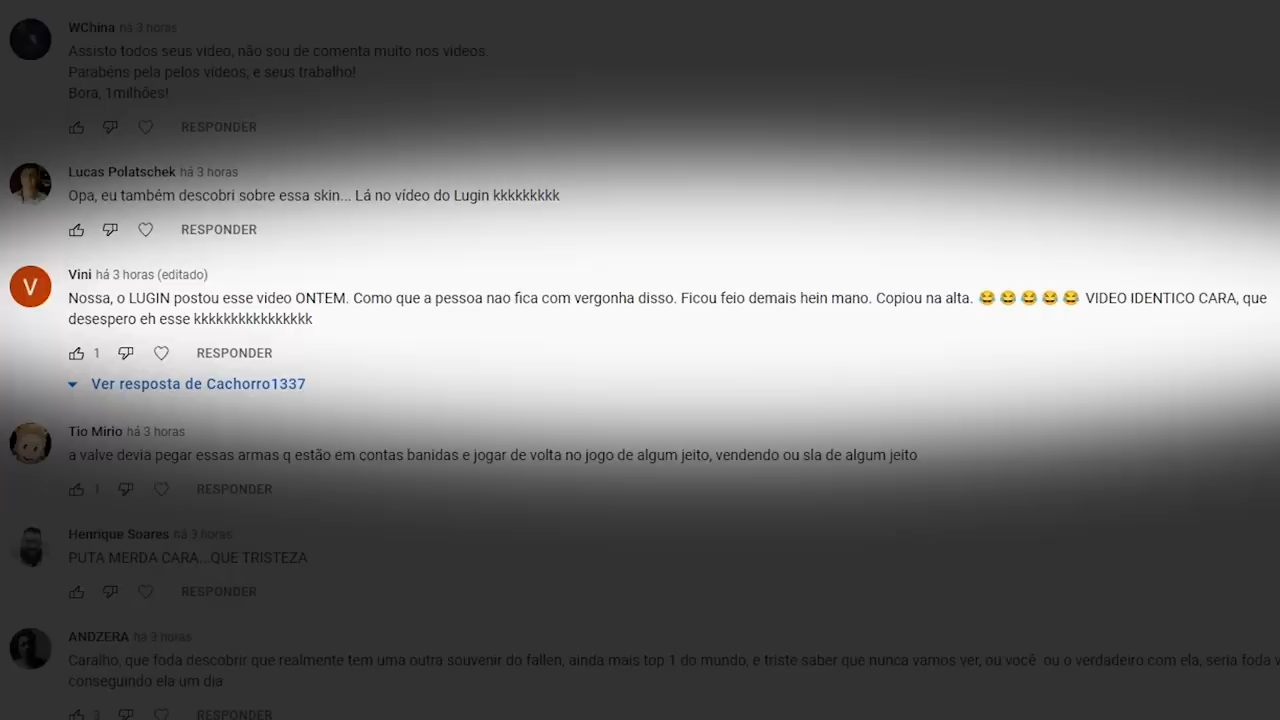 WChina há 3 horas
Assisto todos seus video, não sou de comenta muito nos videos.
Parabéns pela pelos vídeos, e seus trabalho!
Bora, 1milhões!
RESPONDER
Lucas Polatschek há 3 horas
Opa, eu também descobri sobre essa skin... Lá no vídeo do Lugin kkkkkkkkk
RESPONDER
V
Vini há 3 horas (editado)
Nossa, o LUGIN postou esse video ONTEM. Como que a pessoa nao fica com vergonha disso. Ficou feio demais hein mano. Copiou na alta. 😂😂😂😂😂 VIDEO IDENTICO CARA, que
desespero eh esse kkkkkkkkkkkkkkkk
1 RESPONDER
Ver resposta de Cachorro1337
Tio Mirio há 3 horas
a valve devia pegar essas armas q estão em contas banidas e jogar de volta no jogo de algum jeito, vendendo ou sla de algum jeito
1 RESPONDER
Henrique Soares há 3 horas
PUTA MERDA CARA...QUE TRISTEZA
RESPONDER
ANDZERA há 3 horas
Caralho, que foda descobrir que realmente tem uma outra souvenir do fallen, ainda mais top 1 do mundo, e triste saber que nunca vamos ver, ou você ou o verdadeiro com ela, seria foda
conseguindo ela um dia
3 RESPONDER